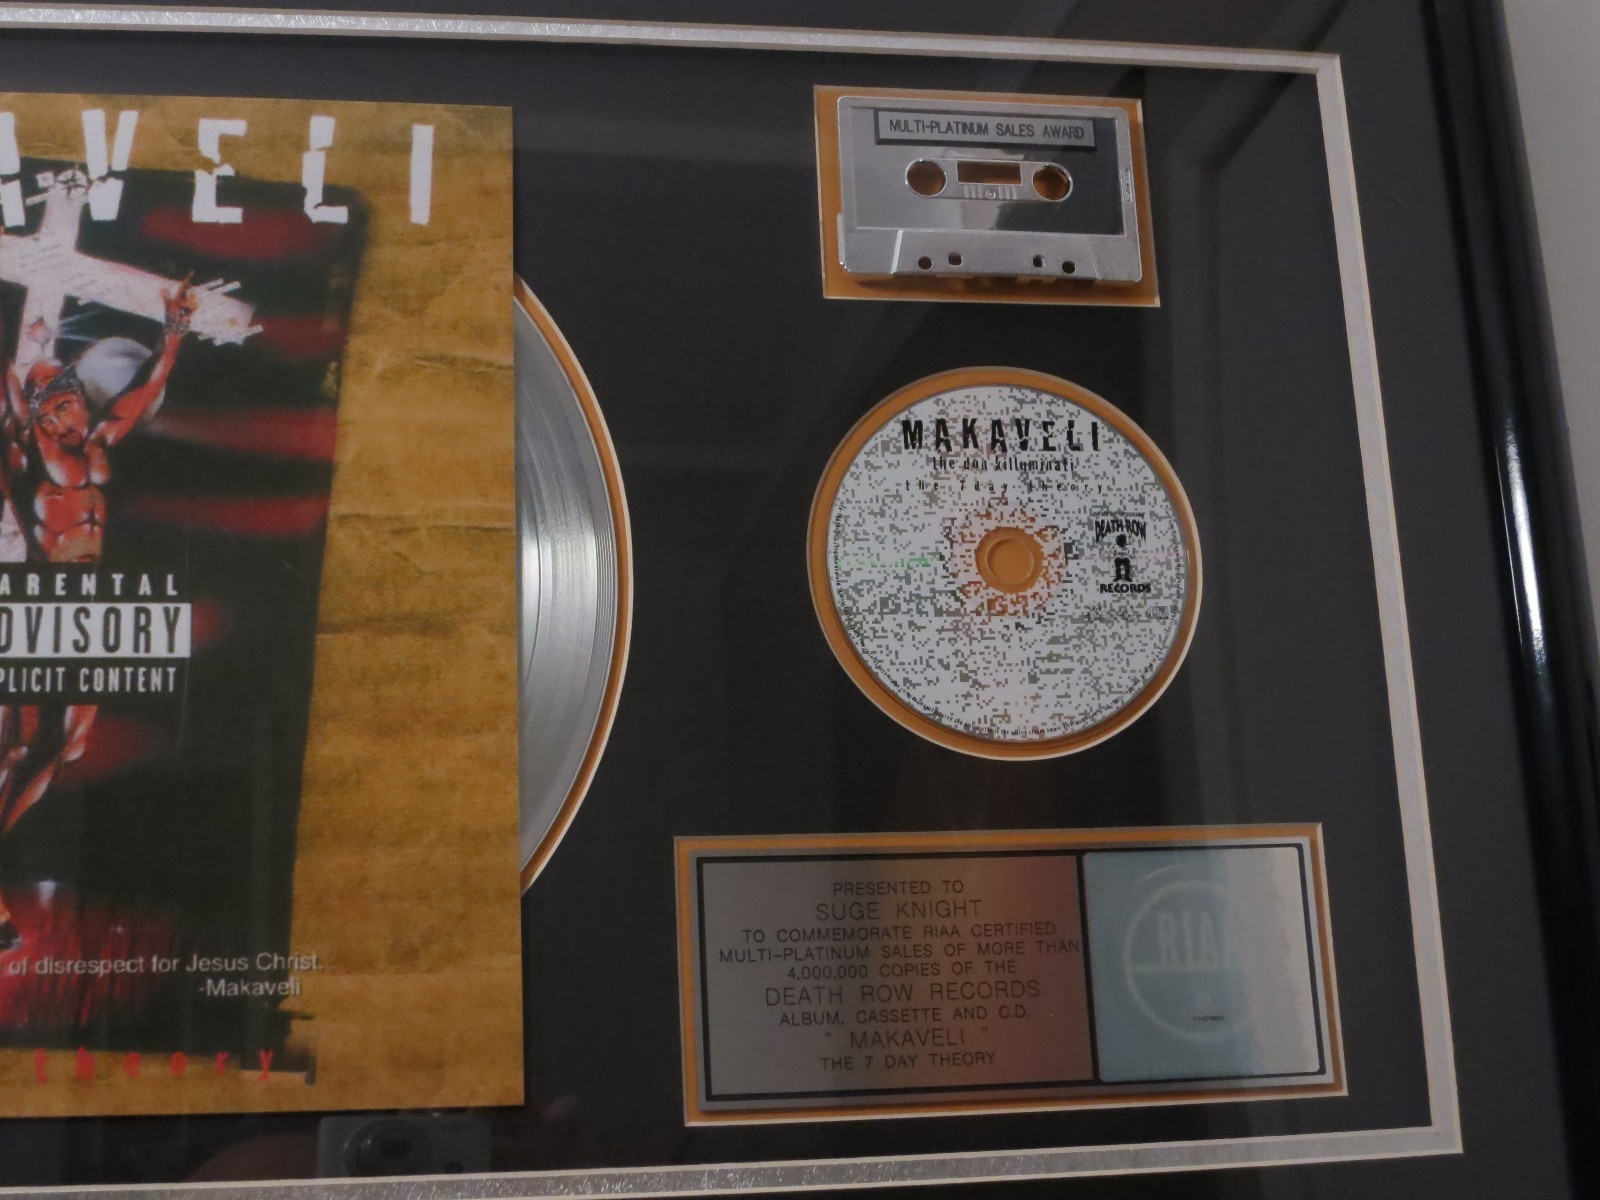 AVELI
ARENTAL
DVISORY
PLICIT CONTENT
of disrespect for Jesus Christ.
-Makaveli
theory
MULTI-PLATINUM SALES AWARD
MAKAVELI
the don killuminati
the 7 day theory
DEATH ROW
RECORDS
PRESENTED TO
SUGE KNIGHT
TO COMMEMORATE RIAA CERTIFIED
MULTI-PLATINUM SALES OF MORE THAN
4,000,000 COPIES OF THE
DEATH ROW RECORDS
ALBUM, CASSETTE AND C.D.
" MAKAVELI "
THE 7 DAY THEORY
RIAA